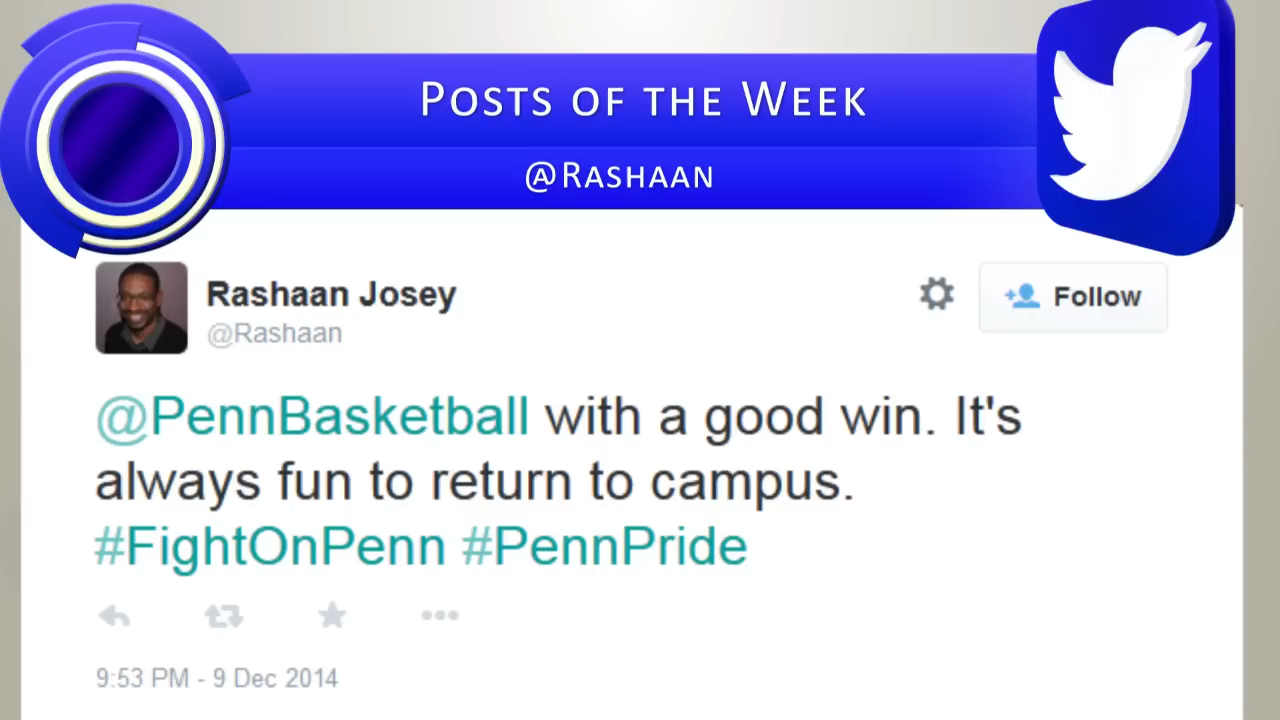 Posts of the Week
@Rashaan
Rashaan Josey
@Rashaan
Follow
@PennBasketball with a good win. It's
always fun to return to campus.
#FightOnPenn #PennPride
9:53 PM - 9 Dec 2014